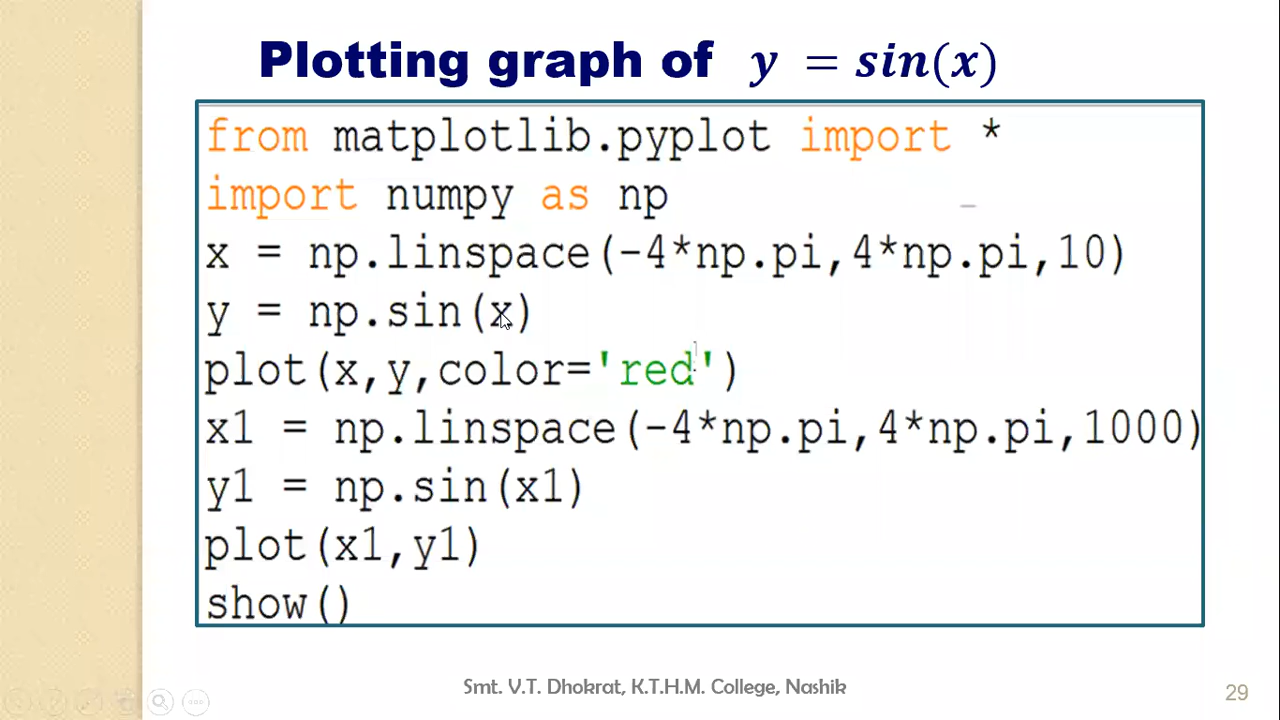 Plotting graph of y = sin(x)
from matplotlib.pyplot import *
import numpy as np
x = np.linspace(-4*np.pi,4*np.pi,10)
y = np.sin(x)
plot(x,y,color='red')
x1 = np.linspace(-4*np.pi,4*np.pi,1000)
y1 = np.sin(x1)
plot(x1,y1)
show()
Smt. V.T. Dhokrat, K.T.H.M. College, Nashik
29